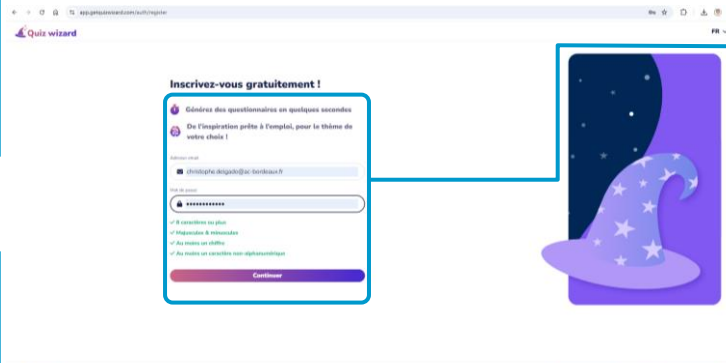 app.getquizwizard.com/auth/register
Quiz wizard
FR
Inscrivez-vous gratuitement !
Générez des questionnaires en quelques secondes
De l'inspiration prête à l'emploi, pour le thème de
votre choix !
Adresse email
christophe.delgado@ac-bordeaux.fr
Mot de passe
8 caractères ou plus
Majuscules & minuscules
Au moins un chiffre
Au moins un caractère non-alphanumérique
Continuer